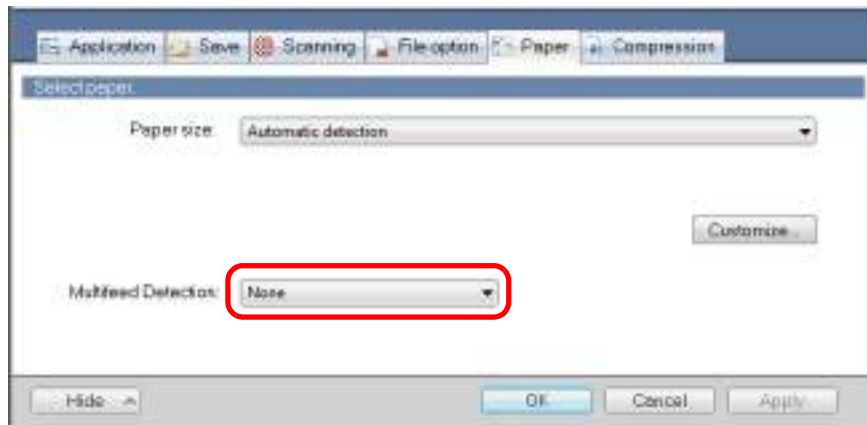 Application Save Scanning File option Paper Compression
Select paper
Paper size: Automatic detection
Customize...
Multifeed Detection: None
Hide OK Cancel Apply